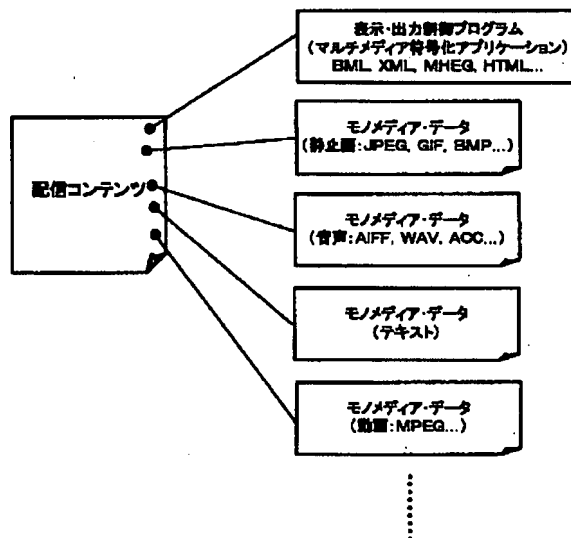 配信コンテンツ
表示・出力制御プログラム
(マルチメディア符号化アプリケーション)
BML, XML, MHEG, HTML...
モノメディア・データ
(静止画:JPEG, GIF, BMP...)
モノメディア・データ
(音声:AIFF, WAV, ACC...)
モノメディア・データ
(テキスト)
モノメディア・データ
(動画:MPEG...)